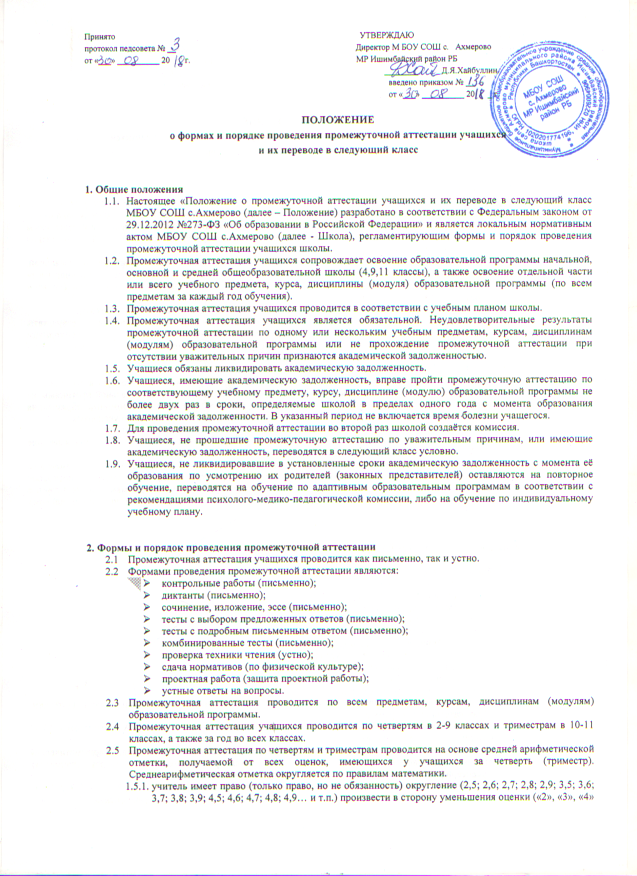 Принято
протокол педсовета № 3
от «30» 08 2018г.
УТВЕРЖДАЮ
Директор М БОУ СОШ с. Ахмерово
МР Ишимбайский район РБ
Д.Я.Хайбуллин
введено приказом № 136
от «30» 08 2018
МБОУ СОШ
с. Ахмерово
МР Ишимбайский
район РБ
ПОЛОЖЕНИЕ
о формах и порядке проведения промежуточной аттестации учащихся
и их переводе в следующий класс
1. Общие положения
1.1. Настоящее «Положение о промежуточной аттестации учащихся и их переводе в следующий класс
МБОУ СОШ с.Ахмерово (далее – Положение) разработано в соответствии с Федеральным законом от
29.12.2012 №273-ФЗ «Об образовании в Российской Федерации» и является локальным нормативным
актом МБОУ СОШ с.Ахмерово (далее - Школа), регламентирующим формы и порядок проведения
промежуточной аттестации учащихся школы.
1.2. Промежуточная аттестация учащихся сопровождает освоение образовательной программы начальной,
основной и средней общеобразовательной школы (4,9,11 классы), а также освоение отдельной части
или всего учебного предмета, курса, дисциплины (модуля) образовательной программы (по всем
предметам за каждый год обучения).
1.3. Промежуточная аттестация учащихся проводится в соответствии с учебным планом школы.
1.4. Промежуточная аттестация учащихся является обязательной. Неудовлетворительные результаты
промежуточной аттестации по одному или нескольким учебным предметам, курсам, дисциплинам
(модулям) образовательной программы или не прохождение промежуточной аттестации при
отсутствии уважительных причин признаются академической задолженностью.
1.5. Учащиеся обязаны ликвидировать академическую задолженность.
1.6. Учащиеся, имеющие академическую задолженность, вправе пройти промежуточную аттестацию по
соответствующему учебному предмету, курсу, дисциплине (модулю) образовательной программы не
более двух раз в сроки, определяемые школой в пределах одного года с момента образования
академической задолженности. В указанный период не включается время болезни учащегося.
1.7. Для проведения промежуточной аттестации во второй раз школой создаётся комиссия.
1.8. Учащиеся, не прошедшие промежуточную аттестацию по уважительным причинам, или имеющие
академическую задолженность, переводятся в следующий класс условно.
1.9. Учащиеся, не ликвидировавшие в установленные сроки академическую задолженность с момента её
образования по усмотрению их родителей (законных представителей) оставляются на повторное
обучение, переводятся на обучение по адаптивным образовательным программам в соответствии с
рекомендациями психолого-медико-педагогической комиссии, либо на обучение по индивидуальному
учебному плану.
2. Формы и порядок проведения промежуточной аттестации
2.1 Промежуточная аттестация учащихся проводится как письменно, так и устно.
2.2 Формами проведения промежуточной аттестации являются:
контрольные работы (письменно);
диктанты (письменно);
сочинение, изложение, эссе (письменно);
тесты с выбором предложенных ответов (письменно);
тесты с подробным письменным ответом (письменно);
комбинированные тесты (письменно);
проверка техники чтения (устно);
сдача нормативов (по физической культуре);
проектная работа (защита проектной работы);
устные ответы на вопросы.
2.3 Промежуточная аттестация проводится по всем предметам, курсам, дисциплинам (модулям)
образовательной программы.
2.4 Промежуточная аттестация учащихся проводится по четвертям в 2-9 классах и триместрам в 10-11
классах, а также за год во всех классах.
2.5 Промежуточная аттестация по четвертям и триместрам проводится на основе средней арифметической
отметки, получаемой от всех оценок, имеющихся у учащихся за четверть (триместр).
Среднеарифметическая отметка округляется по правилам математики.
1.5.1. учитель имеет право (только право, но не обязанность) округление (2,5; 2,6; 2,7; 2,8; 2,9; 3,5; 3,6;
3,7; 3,8; 3,9; 4,5; 4,6; 4,7; 4,8; 4,9… и т.п.) произвести в сторону уменьшения оценки («2», «3», «4»